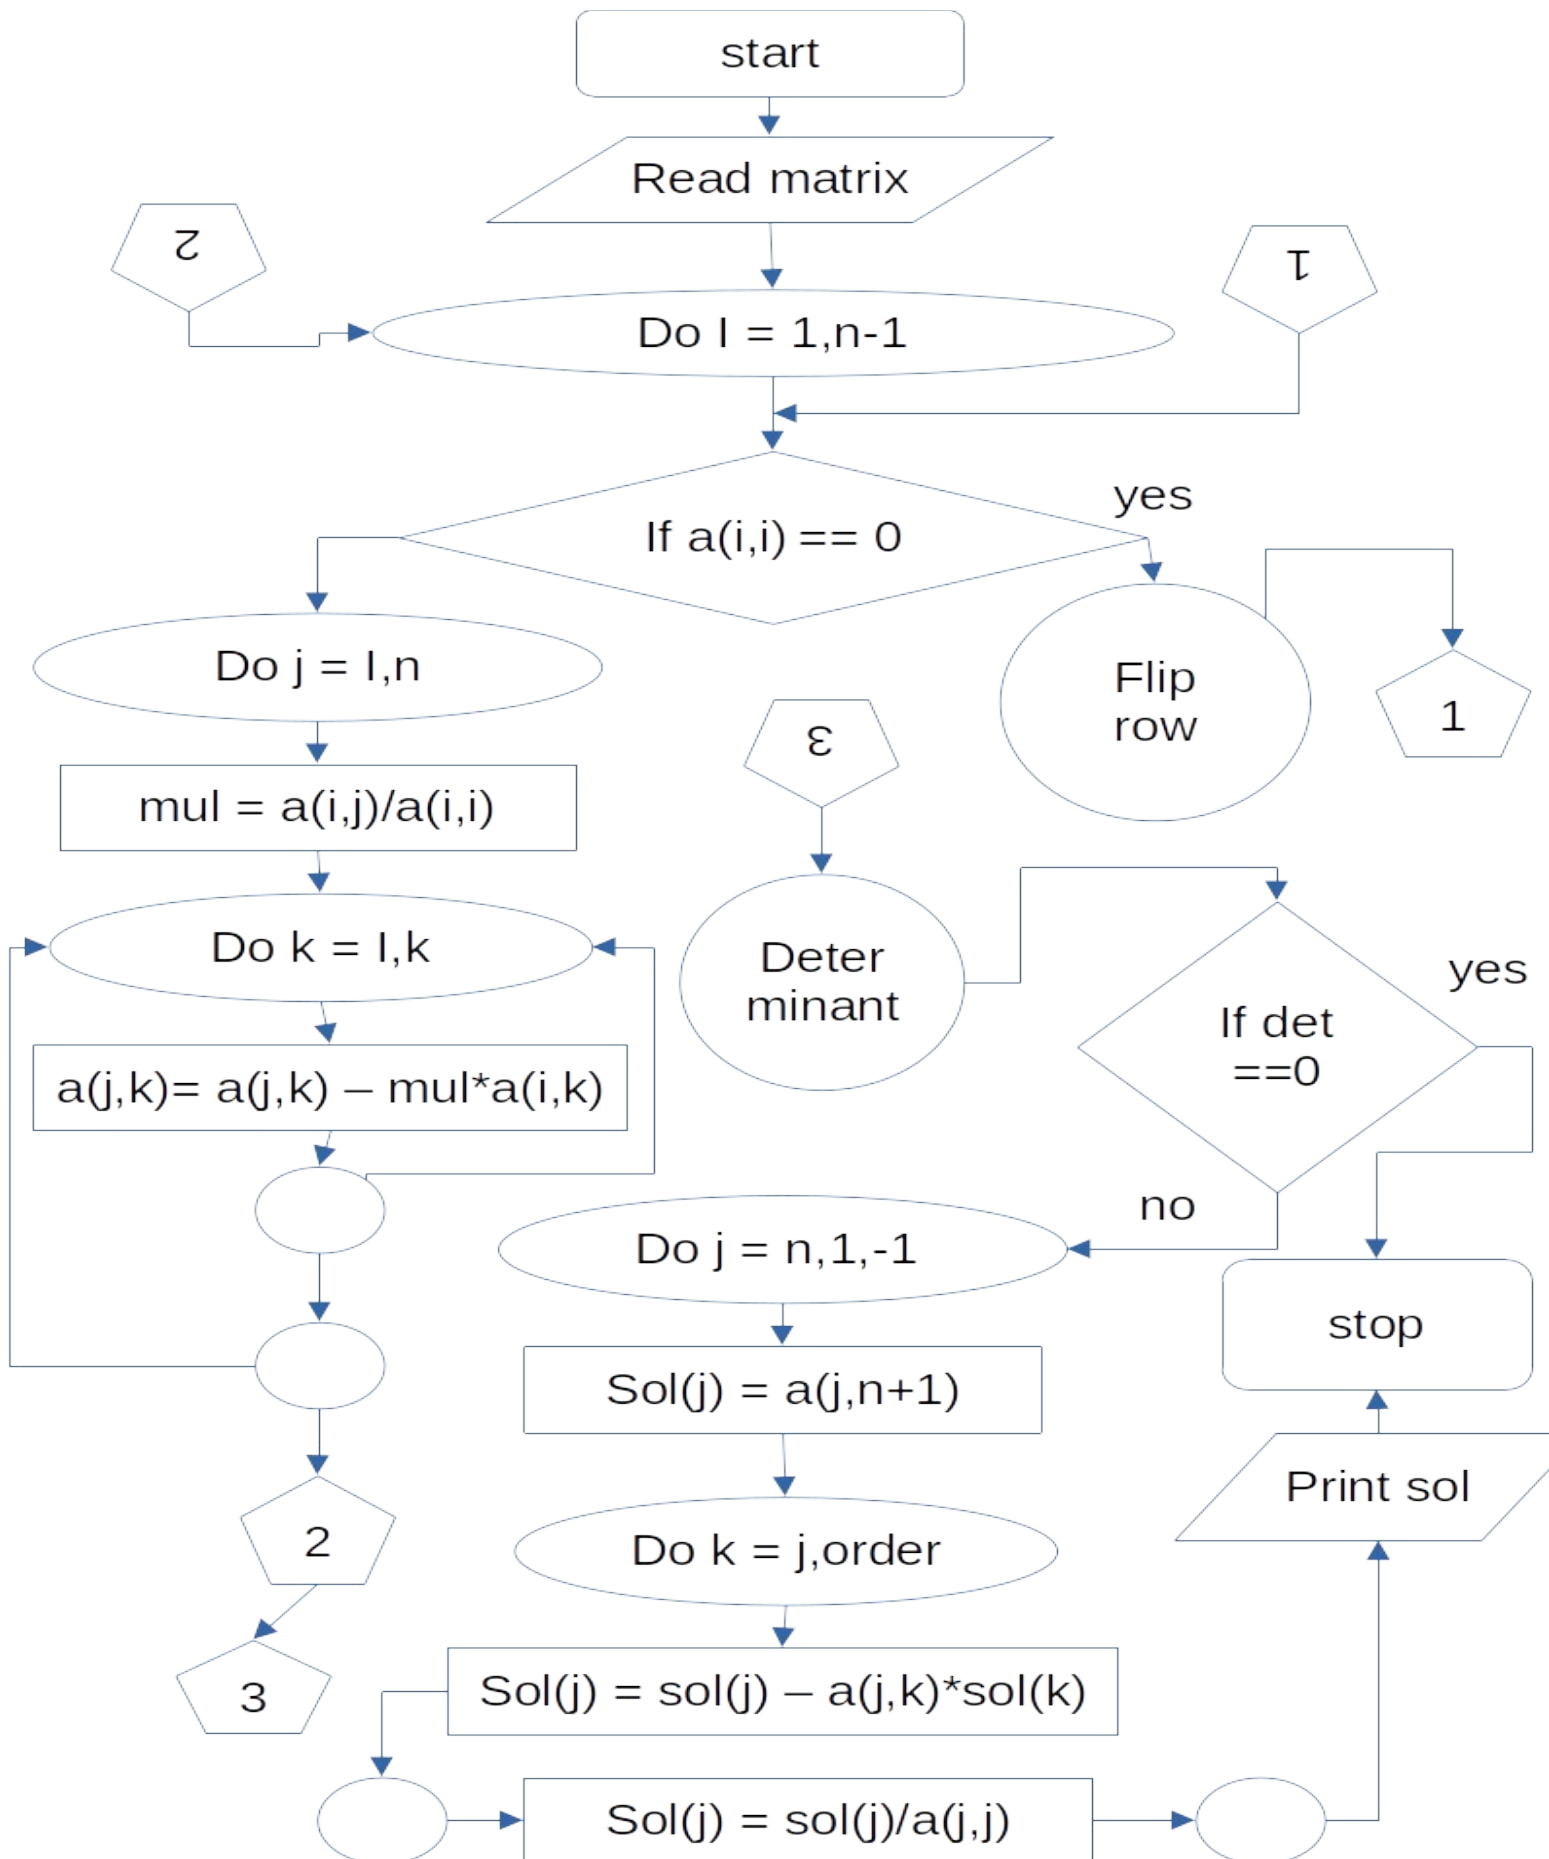 start
Read matrix
2
1
Do I = 1,n-1
yes
If a(i,i) == 0
Do j = I,n
Flip
row
1
3
mul = a(i,j)/a(i,i)
Do k = I,k
Deter
minant
yes
If det
==0
a(j,k)= a(j,k) – mul*a(i,k)
no
Do j = n,1,-1
stop
Sol(j) = a(j,n+1)
Print sol
2
Do k = j,order
3
Sol(j) = sol(j) – a(j,k)*sol(k)
Sol(j) = sol(j)/a(j,j)